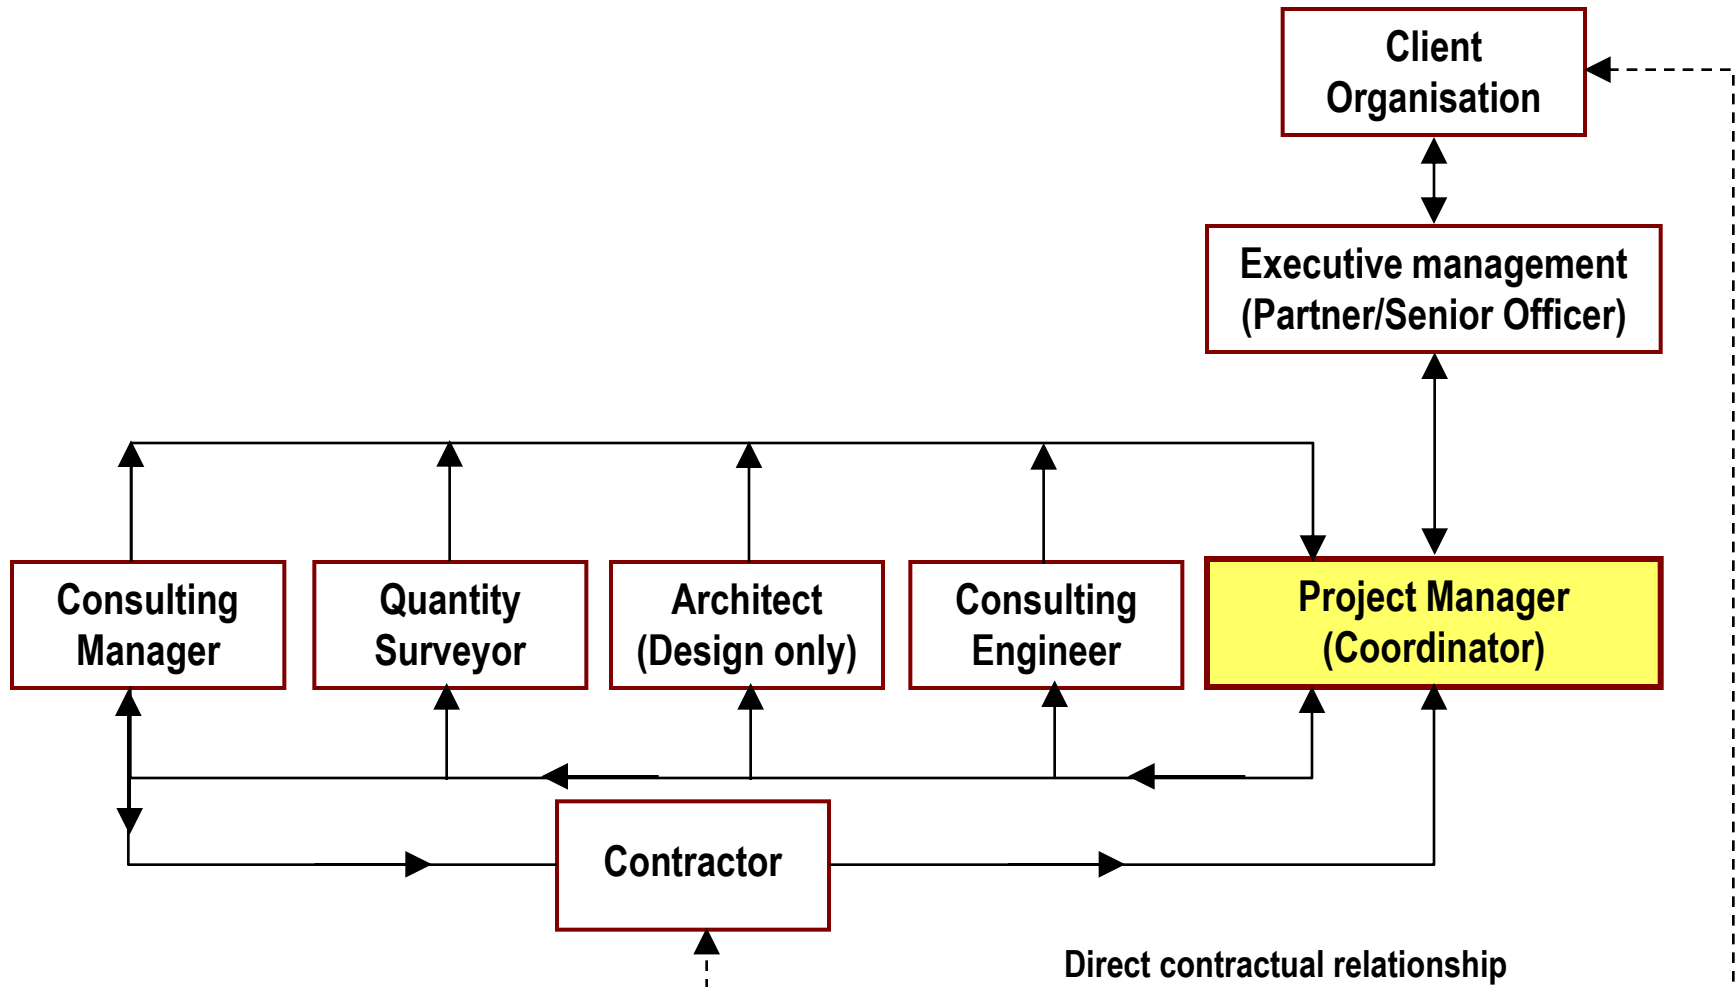 Client
Organisation
Executive management
(Partner/Senior Officer)
Consulting
Manager
Quantity
Surveyor
Architect
(Design only)
Consulting
Engineer
Project Manager
(Coordinator)
Contractor
Direct contractual relationship